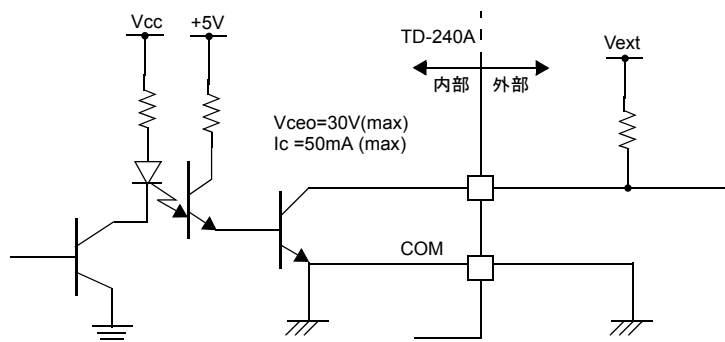 Vcc
+5V
TD-240A
Vext
内部
外部
Vceo=30V(max)
Ic =50mA (max)
COM